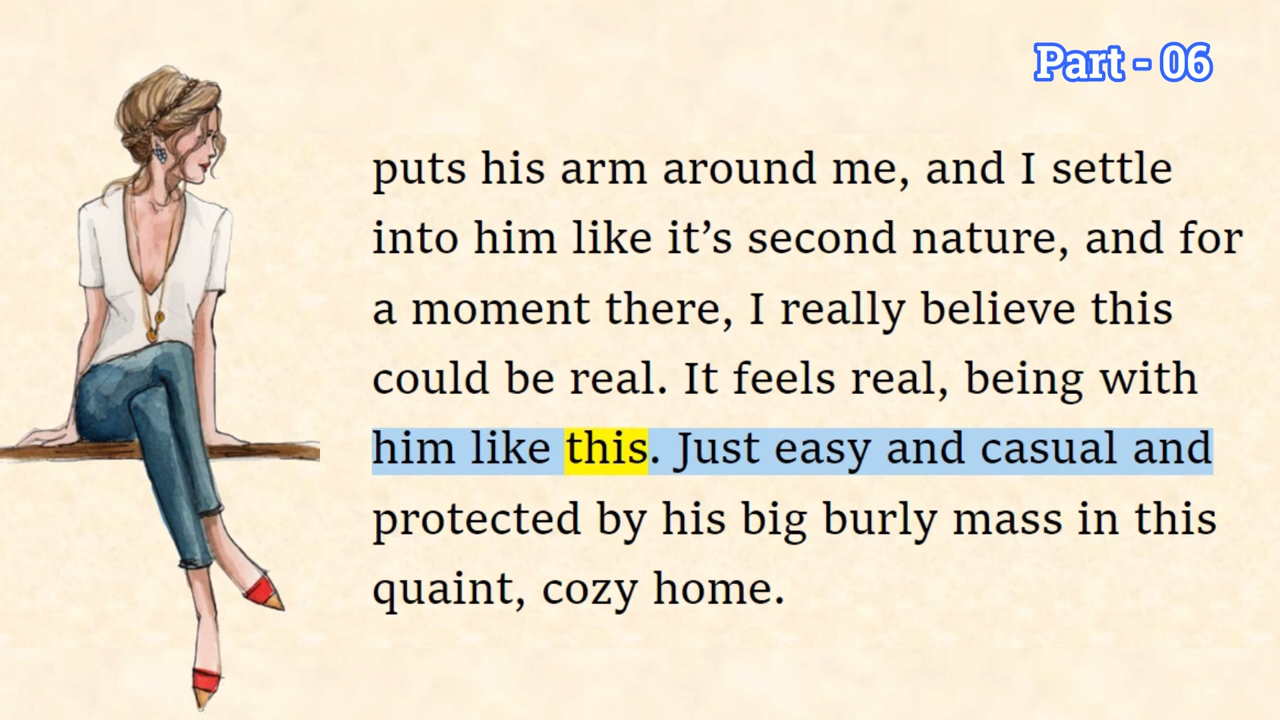 Part - 06
puts his arm around me, and I settle
into him like it’s second nature, and for
a moment there, I really believe this
could be real. It feels real, being with
him like this. Just easy and casual and
protected by his big burly mass in this
quaint, cozy home.